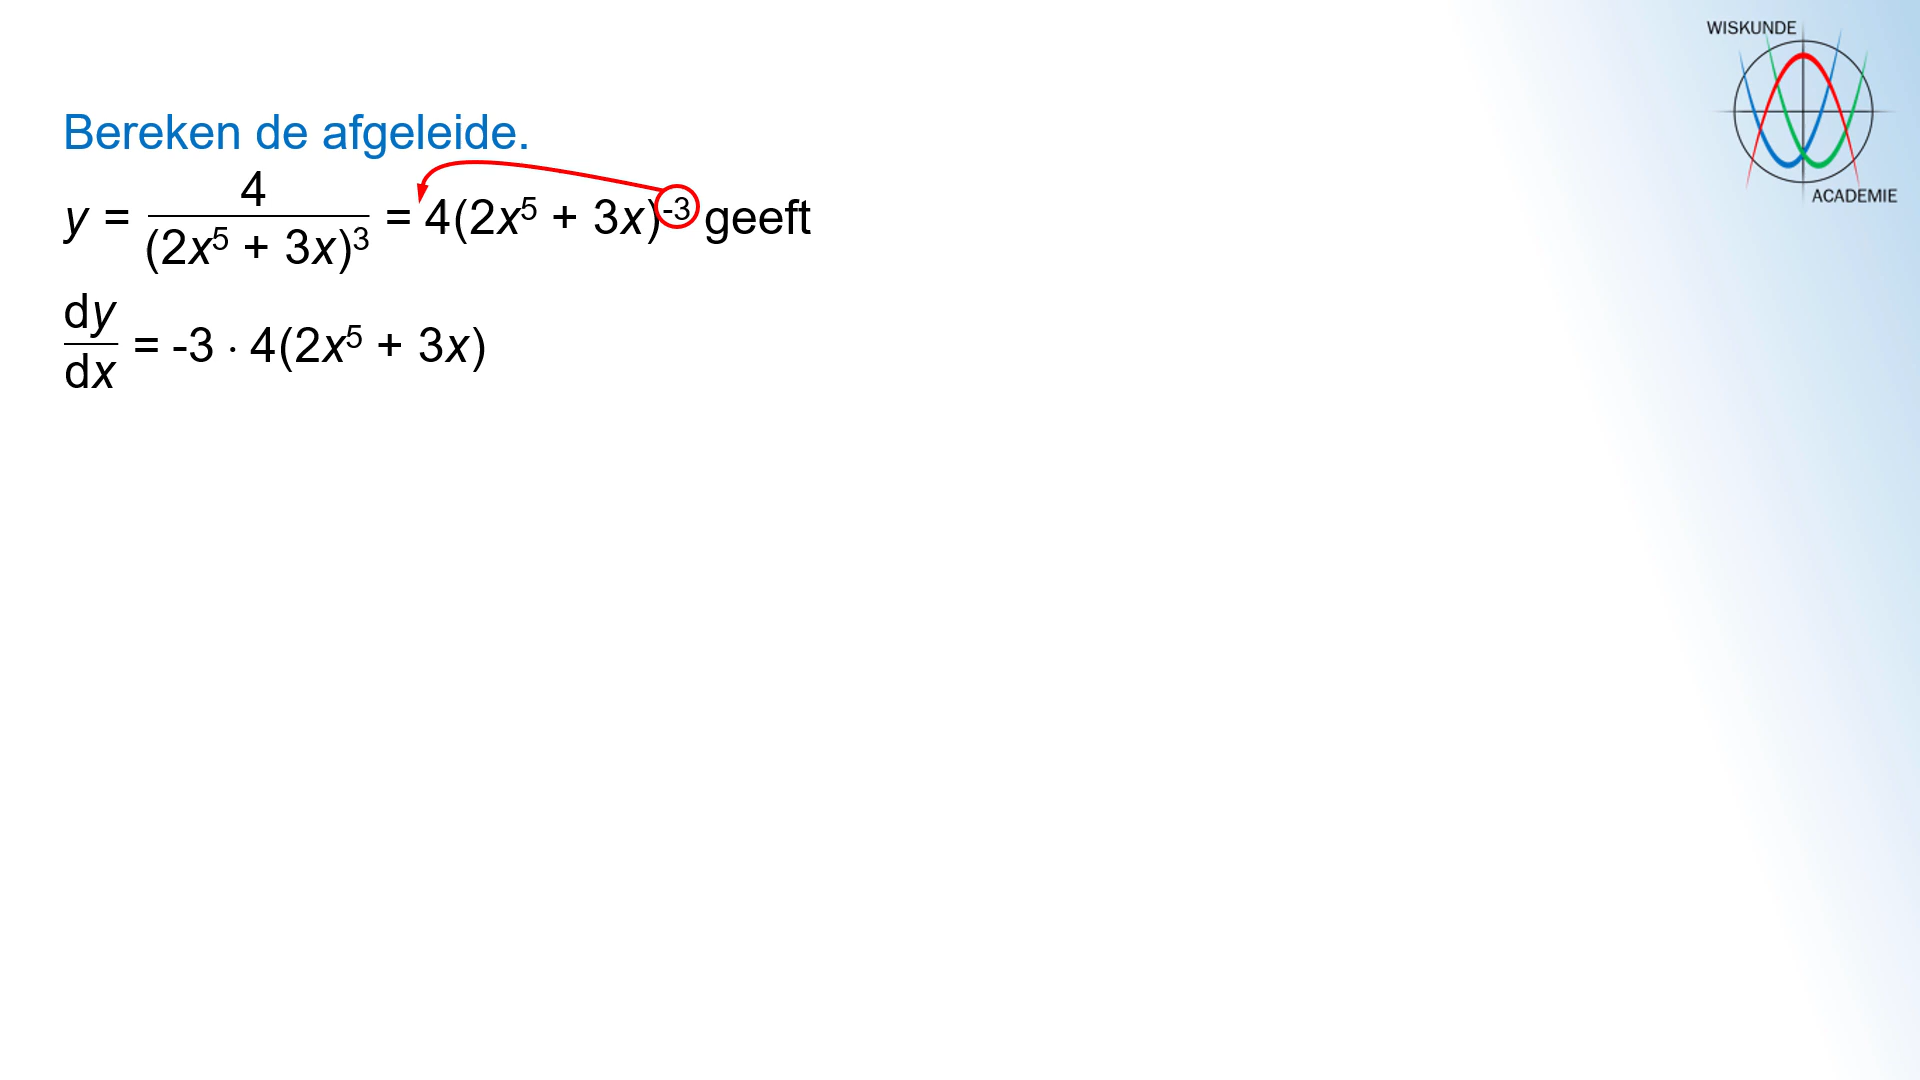 WISKUNDE
ACADEMIE
Bereken de afgeleide.
y = 4/(2x⁵ + 3x)³ = 4(2x⁵ + 3x)⁻³ geeft
dy/dx = -3 · 4(2x⁵ + 3x)